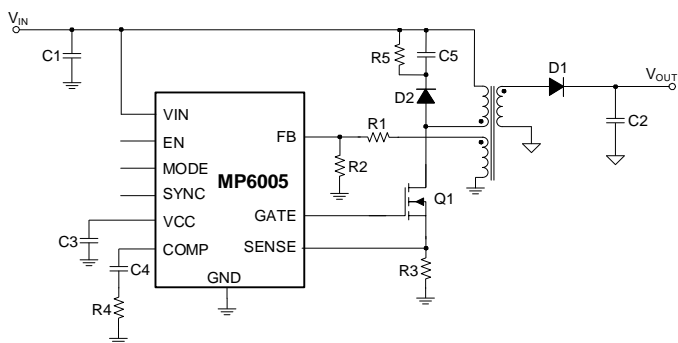 VIN
C1
R5
C5
D1
VOUT
D2
C2
VIN
EN
MODE
SYNC
VCC
COMP
MP6005
FB
GATE
SENSE
GND
R1
R2
Q1
C3
C4
R3
R4